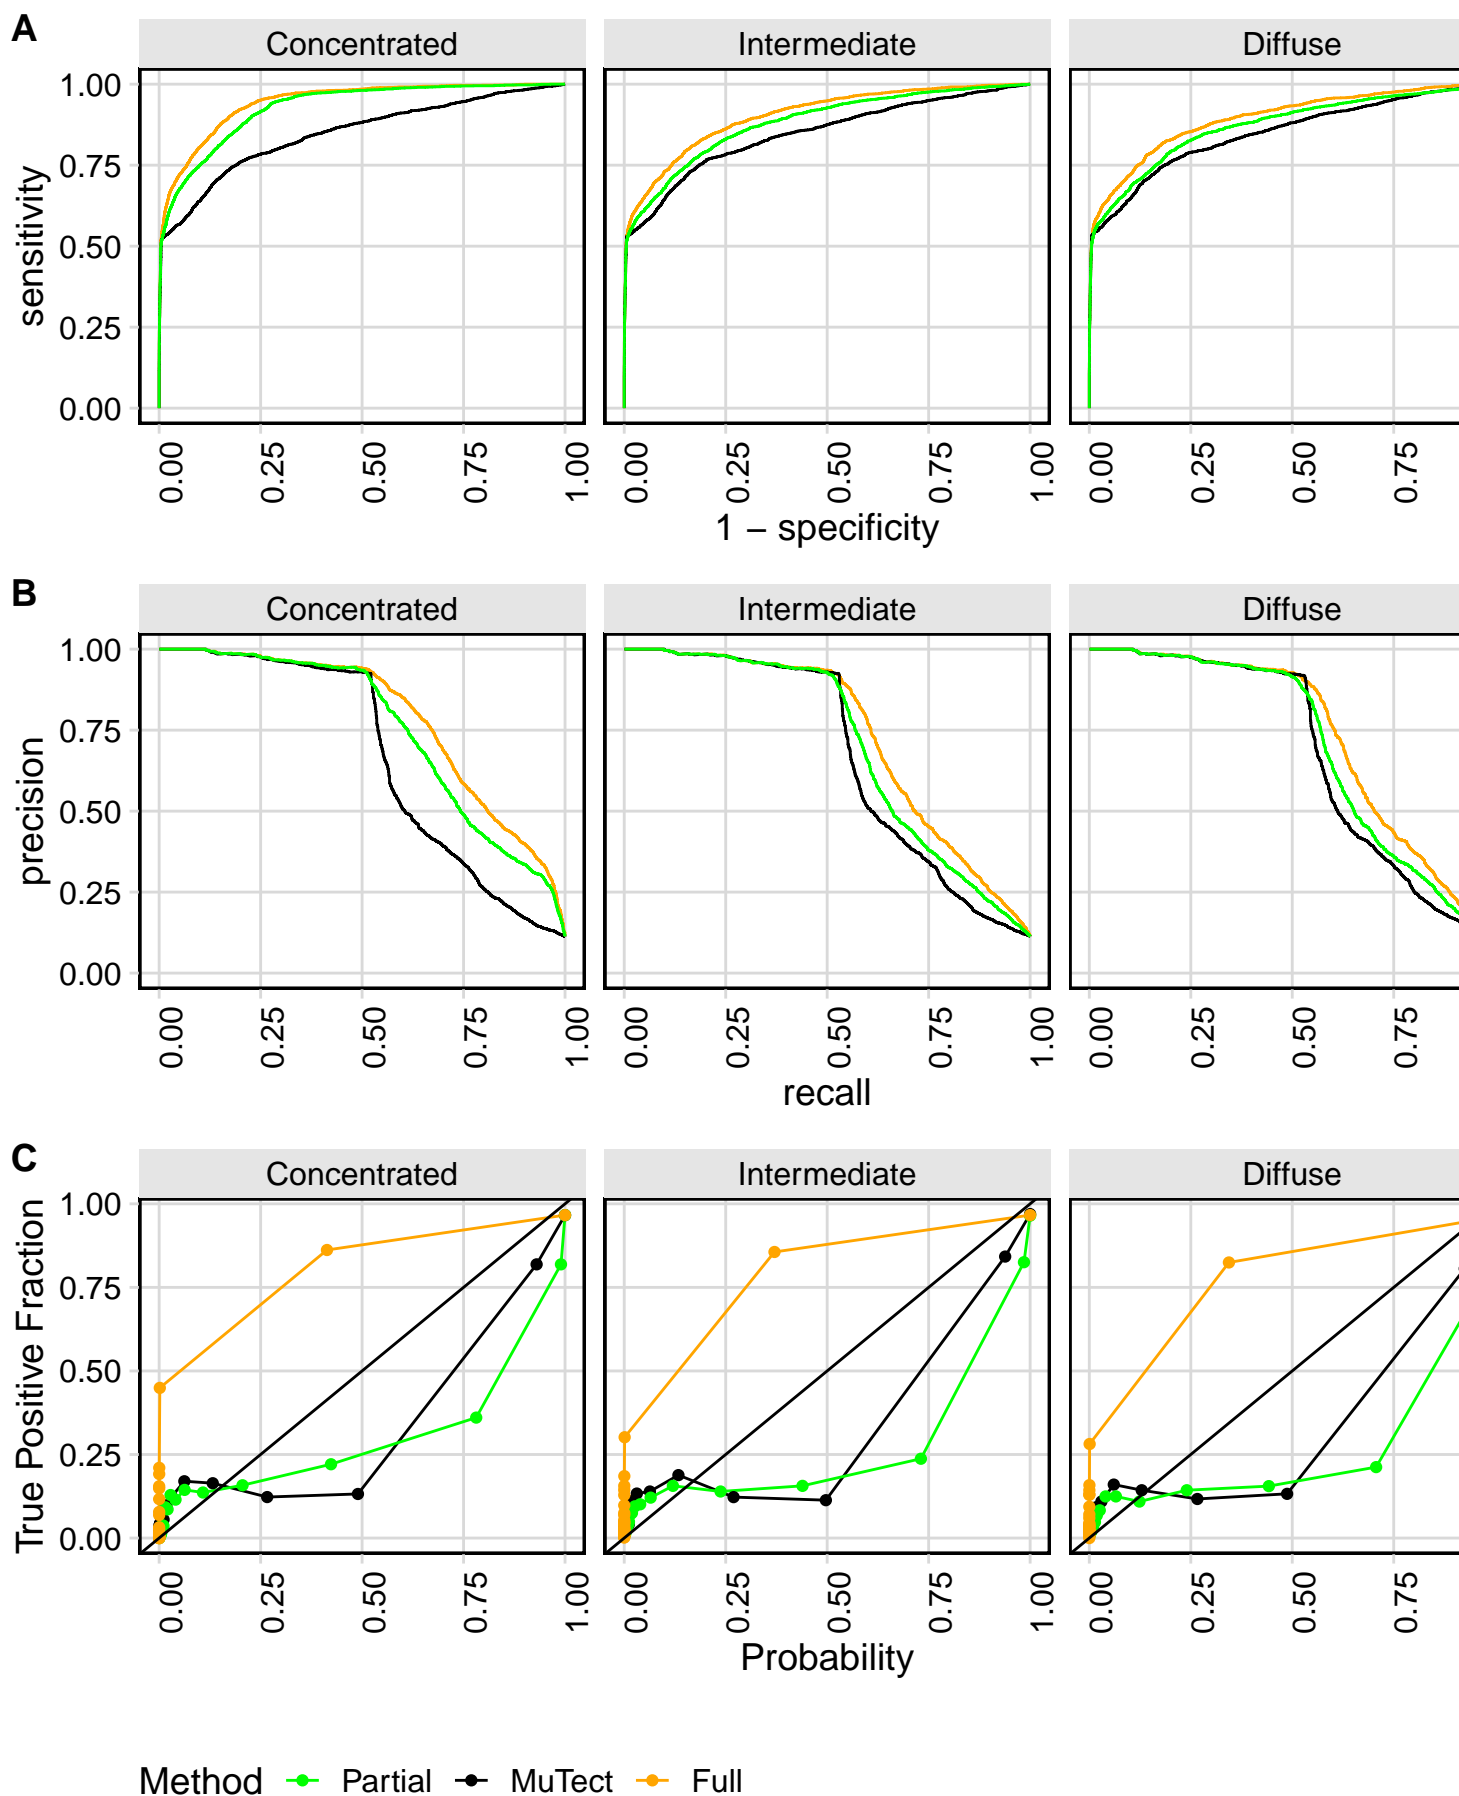 A
Concentrated Intermediate Diffuse
1.00
0.75
0.50
0.25
0.00
sensitivity
0.00 0.25 0.50 0.75 1.00 0.00 0.25 0.50 0.75 1.00 0.00 0.25 0.50 0.75
1 − specificity
B
Concentrated Intermediate Diffuse
1.00
0.75
0.50
0.25
0.00
precision
0.00 0.25 0.50 0.75 1.00 0.00 0.25 0.50 0.75 1.00 0.00 0.25 0.50 0.75
recall
C
Concentrated Intermediate Diffuse
1.00
0.75
0.50
0.25
0.00
True Positive Fraction
0.00 0.25 0.50 0.75 1.00 0.00 0.25 0.50 0.75 1.00 0.00 0.25 0.50 0.75
Probability
Method Partial MuTect Full